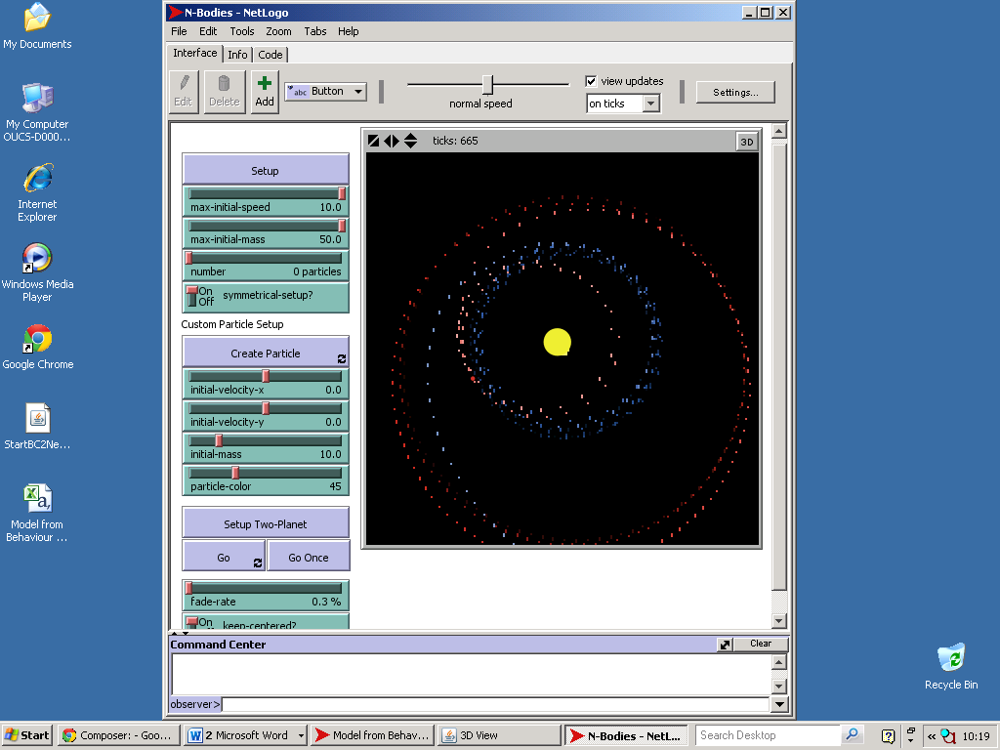 My Documents
My Computer
OUCS-D000...
Internet
Explorer
Windows Media
Player
Google Chrome
StartBC2Ne...
Model from
Behaviour ...
Recycle Bin
N-Bodies - NetLogo
File Edit Tools Zoom Tabs Help
Interface Info Code
Edit Delete Add abc Button normal speed view updates on ticks Settings...
ticks: 665 3D
Setup
max-initial-speed 10.0
max-initial-mass 50.0
number 0 particles
On
Off symmetrical-setup?
Custom Particle Setup
Create Particle
initial-velocity-x 0.0
initial-velocity-y 0.0
initial-mass 10.0
particle-color 45
Setup Two-Planet
Go Go Once
fade-rate 0.3 %
On keep-centered?
Command Center Clear
observer>
Start Composer: - Goo... W 2 Microsoft Word Model from Behav... 3D View N-Bodies - NetL... Search Desktop ? « 10:19